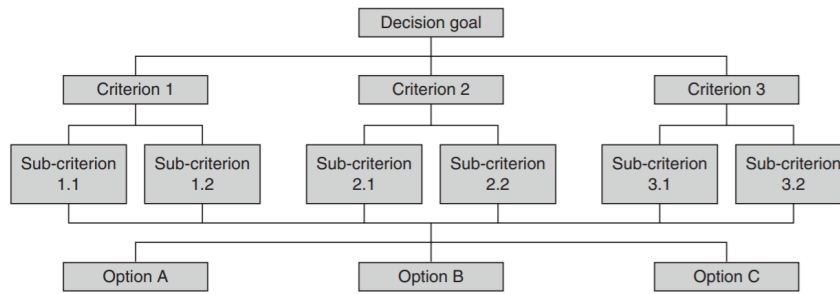 Decision goal
Criterion 1
Criterion 2
Criterion 3
Sub-criterion
1.1
Sub-criterion
1.2
Sub-criterion
2.1
Sub-criterion
2.2
Sub-criterion
3.1
Sub-criterion
3.2
Option A
Option B
Option C